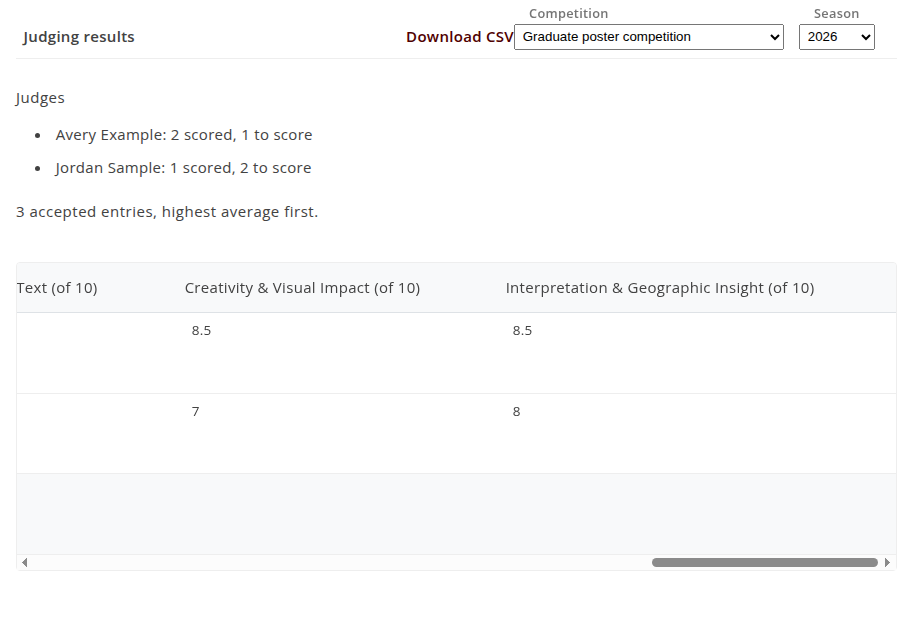 Competition Season
Judging results Download CSV Graduate poster competition 2026
Judges
Avery Example: 2 scored, 1 to score
Jordan Sample: 1 scored, 2 to score
3 accepted entries, highest average first.
Text (of 10) Creativity & Visual Impact (of 10) Interpretation & Geographic Insight (of 10)
8.5 8.5
7 8